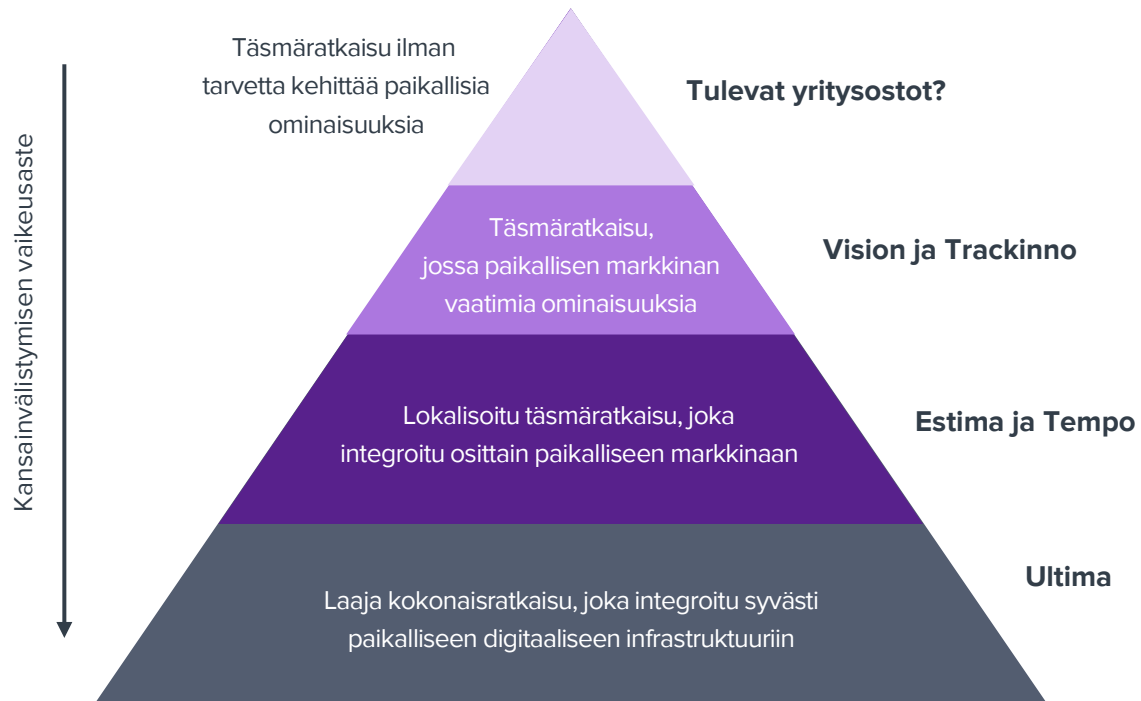 Kansainvälistymisen vaikeusaste
Täsmäratkaisu ilman
tarvetta kehittää paikallisia
ominaisuuksia
Tulevat yritysostot?
Täsmäratkaisu,
jossa paikallisen markkinan
vaatimia ominaisuuksia
Vision ja Trackinno
Lokalisoitu täsmäratkaisu, joka
integroitu osittain paikalliseen markkinaan
Estima ja Tempo
Laaja kokonaisratkaisu, joka integroitu syvästi
paikalliseen digitaaliseen infrastruktuuriin
Ultima